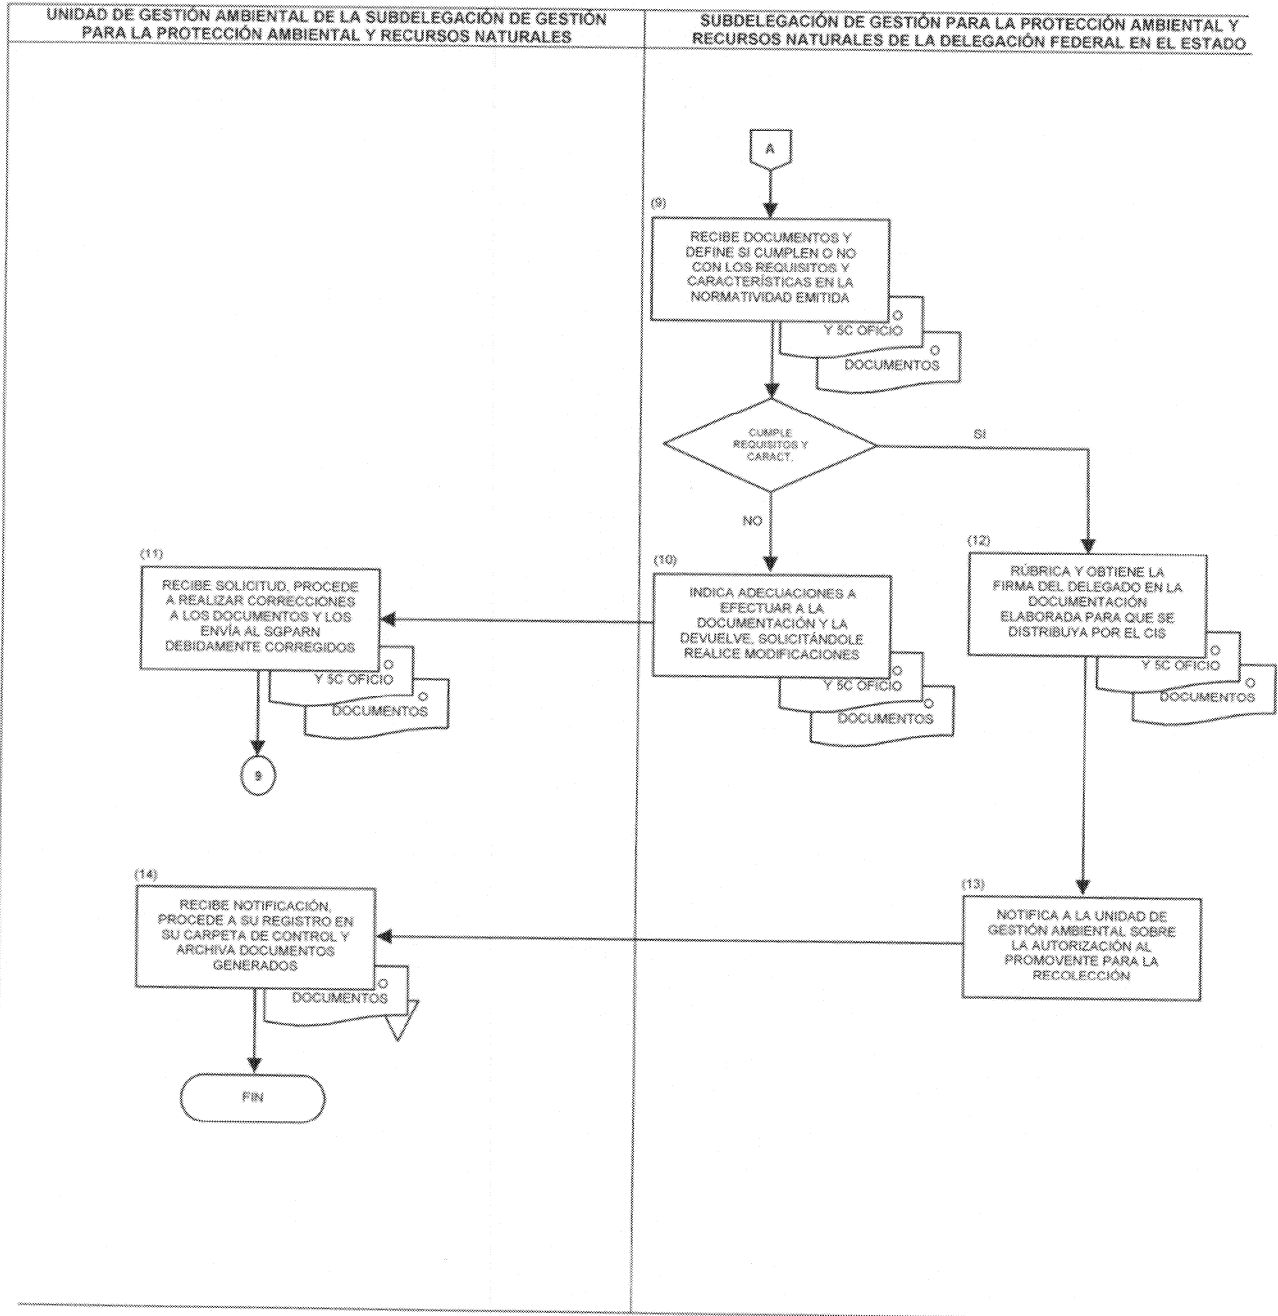 UNIDAD DE GESTIÓN AMBIENTAL DE LA SUBDELEGACIÓN DE GESTIÓN
PARA LA PROTECCIÓN AMBIENTAL Y RECURSOS NATURALES
SUBDELEGACIÓN DE GESTIÓN PARA LA PROTECCIÓN AMBIENTAL Y
RECURSOS NATURALES DE LA DELEGACIÓN FEDERAL EN EL ESTADO
A
(9)
RECIBE DOCUMENTOS Y
DEFINE SI CUMPLEN O NO
CON LOS REQUISITOS Y
CARACTERÍSTICAS EN LA
NORMATIVIDAD EMITIDA
O
Y 5C OFICIO
O
DOCUMENTOS
CUMPLE
REQUISITOS Y
CARACT.
SI
NO
(10)
INDICA ADECUACIONES A
EFECTUAR A LA
DOCUMENTACIÓN Y LA
DEVUELVE, SOLICITÁNDOLE
REALICE MODIFICACIONES
O
Y 5C OFICIO
O
DOCUMENTOS
(11)
RECIBE SOLICITUD, PROCEDE
A REALIZAR CORRECCIONES
A LOS DOCUMENTOS Y LOS
ENVÍA AL SGPARN
DEBIDAMENTE CORREGIDOS
O
Y 5C OFICIO
O
DOCUMENTOS
9
(12)
RÚBRICA Y OBTIENE LA
FIRMA DEL DELEGADO EN LA
DOCUMENTACIÓN
ELABORADA PARA QUE SE
DISTRIBUYA POR EL CIS
O
Y 5C OFICIO
O
DOCUMENTOS
(13)
NOTIFICA A LA UNIDAD DE
GESTIÓN AMBIENTAL SOBRE
LA AUTORIZACIÓN AL
PROMOVENTE PARA LA
RECOLECCIÓN
(14)
RECIBE NOTIFICACIÓN,
PROCEDE A SU REGISTRO EN
SU CARPETA DE CONTROL Y
ARCHIVA DOCUMENTOS
GENERADOS
O
DOCUMENTOS
FIN